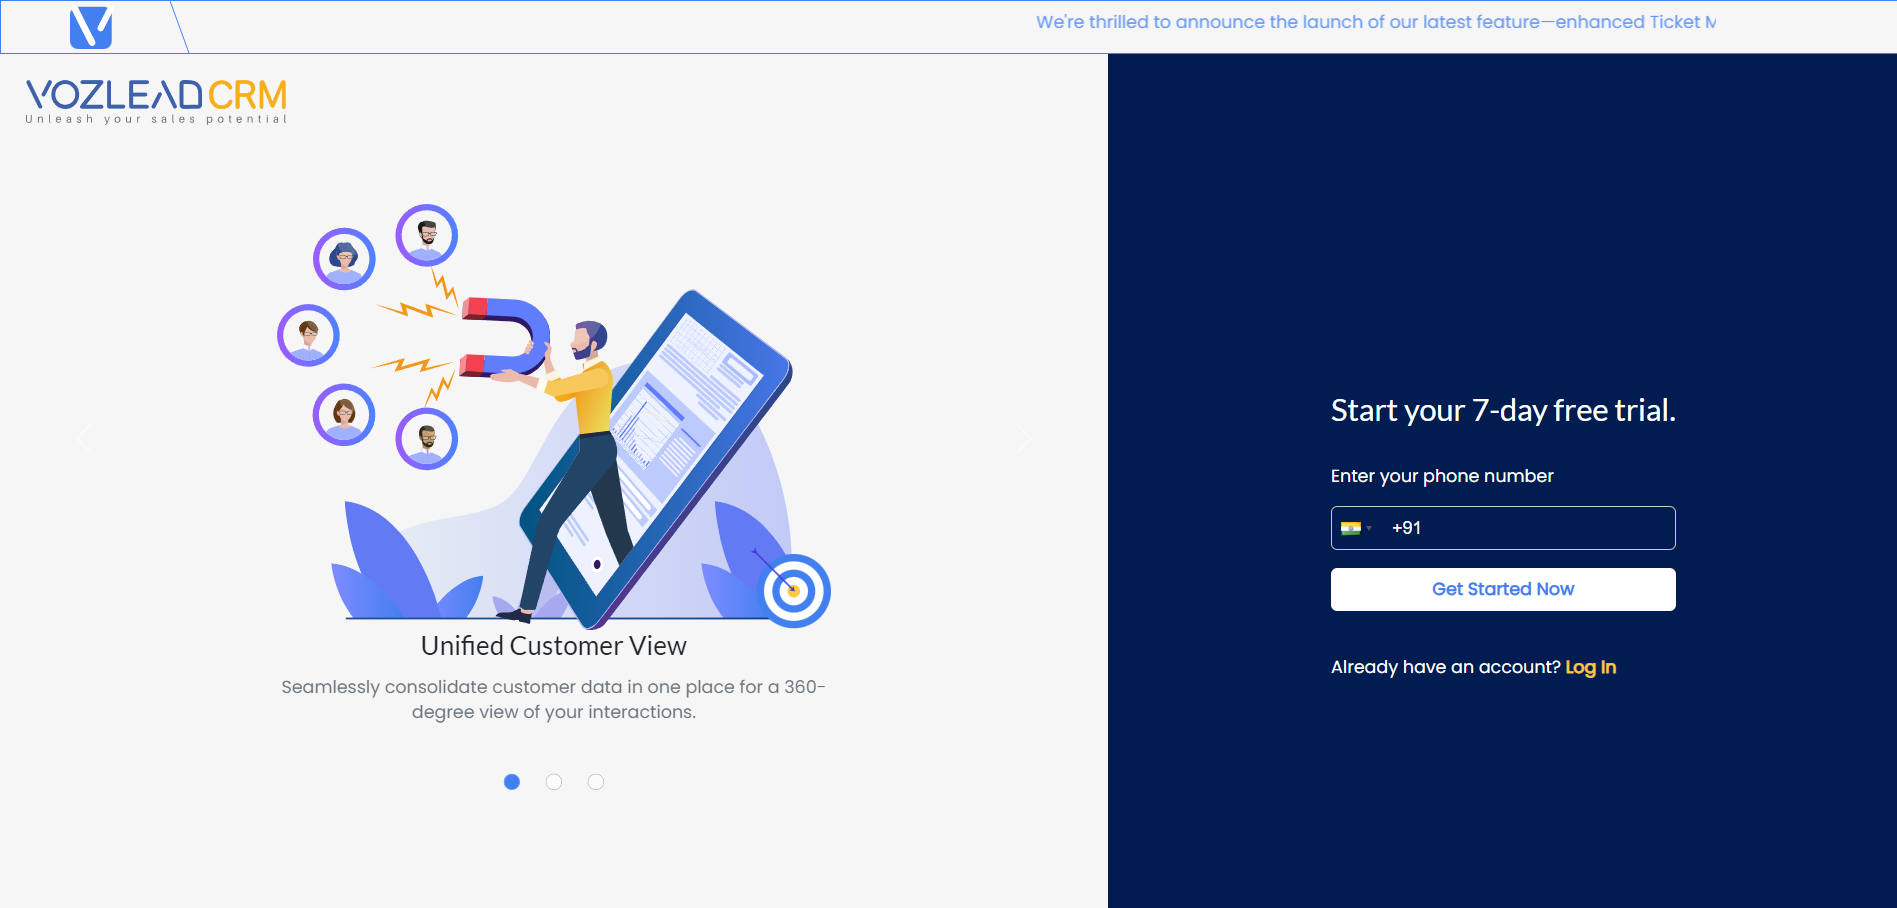 We're thrilled to announce the launch of our latest feature—enhanced Ticket
VOZLEAD CRM
Unleash your sales potential
Unified Customer View
Seamlessly consolidate customer data in one place for a 360-
degree view of your interactions.
Start your 7-day free trial.
Enter your phone number
+91
Get Started Now
Already have an account? Log In